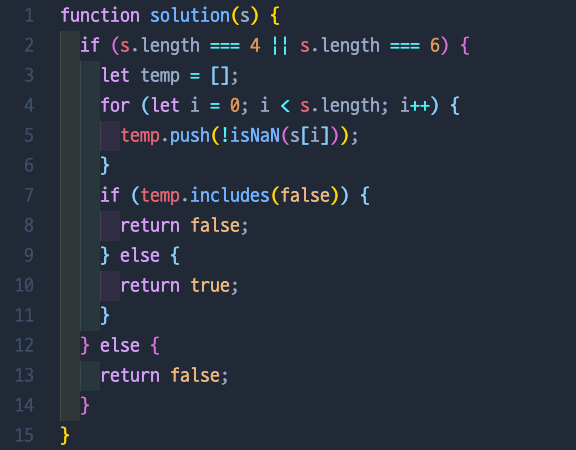 1 function solution(s) {
2 if (s.length === 4 || s.length === 6) {
3 let temp = [];
4 for (let i = 0; i < s.length; i++) {
5 temp.push(!isNaN(s[i]));
6 }
7 if (temp.includes(false)) {
8 return false;
9 } else {
10 return true;
11 }
12 } else {
13 return false;
14 }
15 }